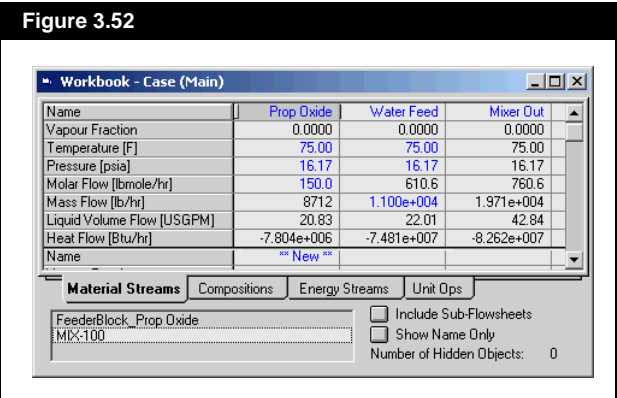 Figure 3.52
Workbook - Case (Main)
Name Prop Oxide Water Feed Mixer Out
Vapour Fraction 0.0000 0.0000 0.0000
Temperature [F] 75.00 75.00 75.00
Pressure [psia] 16.17 16.17 16.17
Molar Flow [lbmole/hr] 150.0 610.6 760.6
Mass Flow [lb/hr] 8712 1.100e+004 1.971e+004
Liquid Volume Flow [USGPM] 20.83 22.01 42.84
Heat Flow [Btu/hr] -7.804e+006 -7.481e+007 -8.262e+007
Name ** New **
Material Streams Compositions Energy Streams Unit Ops
FeederBlock_Prop Oxide
MIX-100
Include Sub-Flowsheets
Show Name Only
Number of Hidden Objects: 0